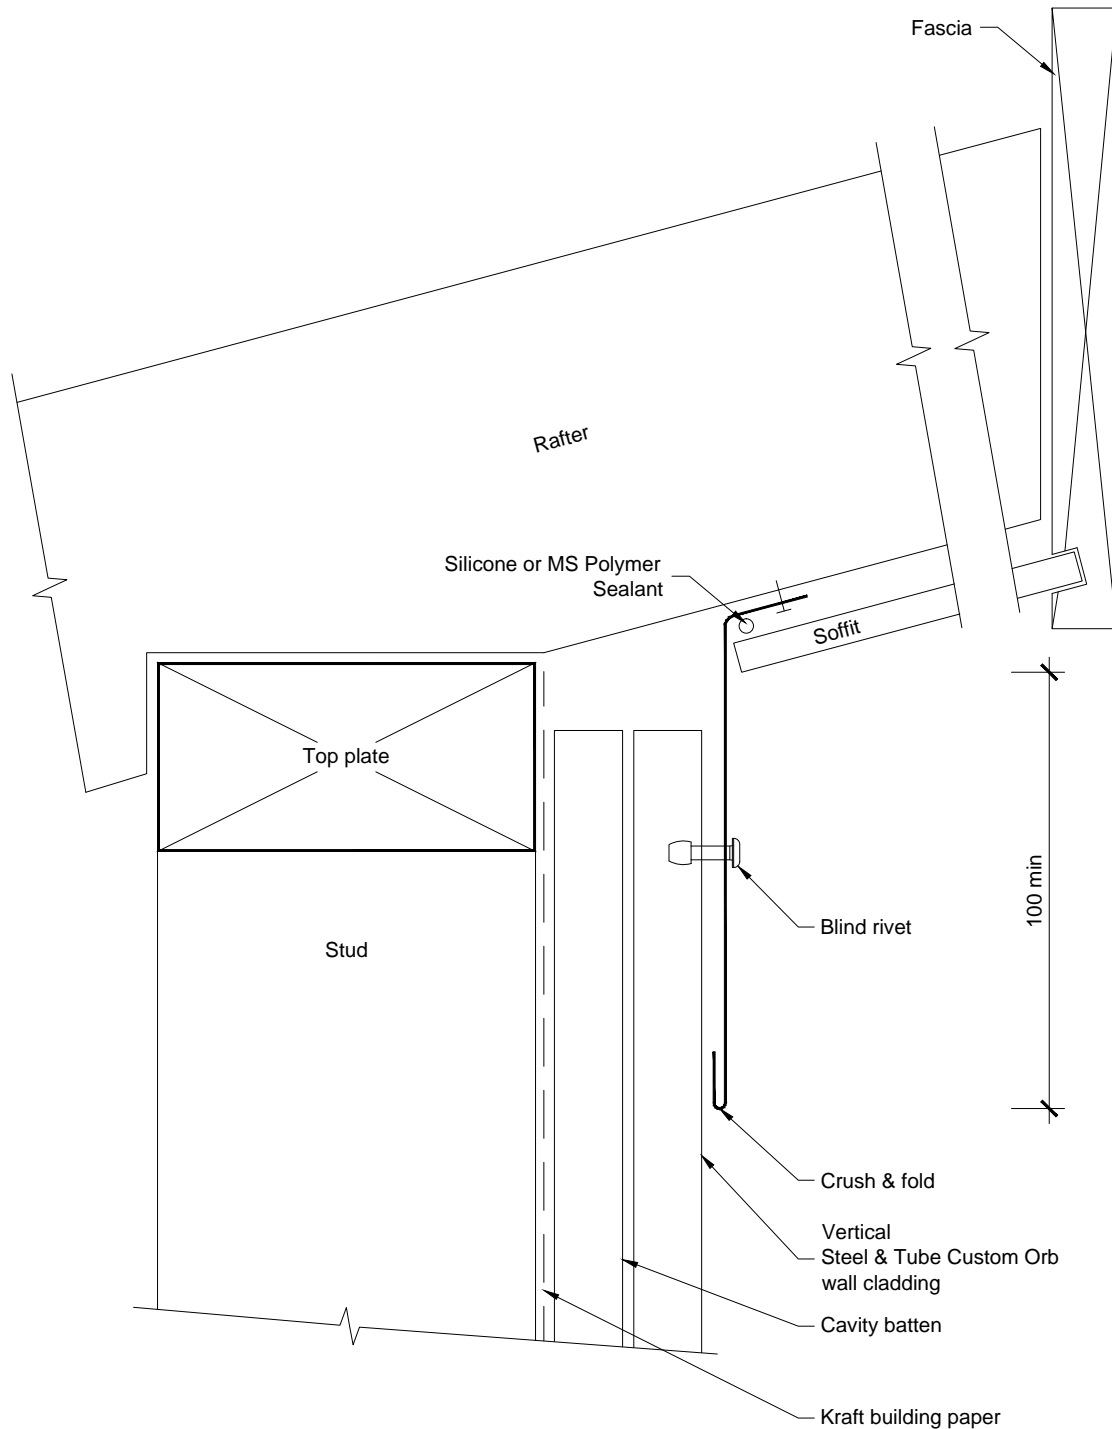 Fascia
Rafter
Silicone or MS Polymer
Sealant
Soffit
Top plate
100 min
Blind rivet
Stud
Crush & fold
Vertical
Steel & Tube Custom Orb
wall cladding
Cavity batten
Kraft building paper